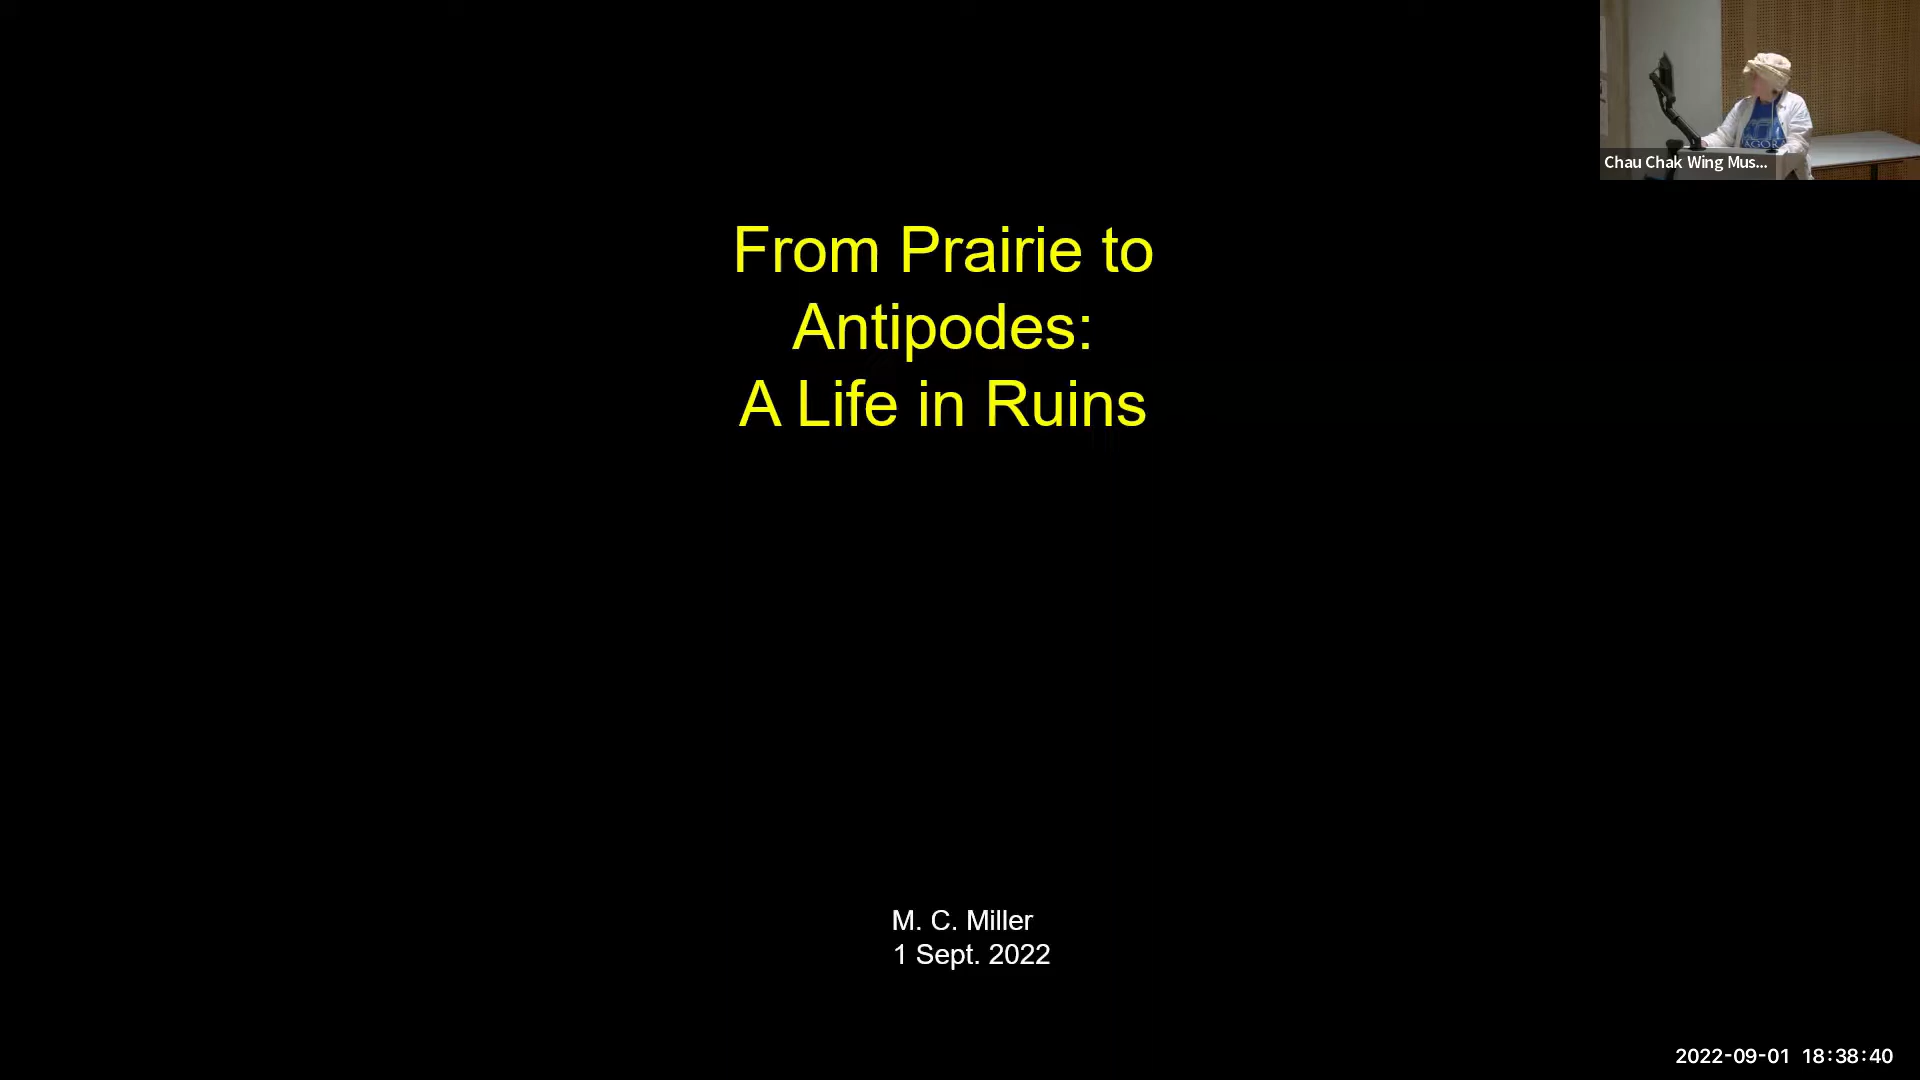 From Prairie to
Antipodes:
A Life in Ruins
M. C. Miller
1 Sept. 2022
AGORA
Chau Chak Wing Mus...
2022-09-01 18:38:40